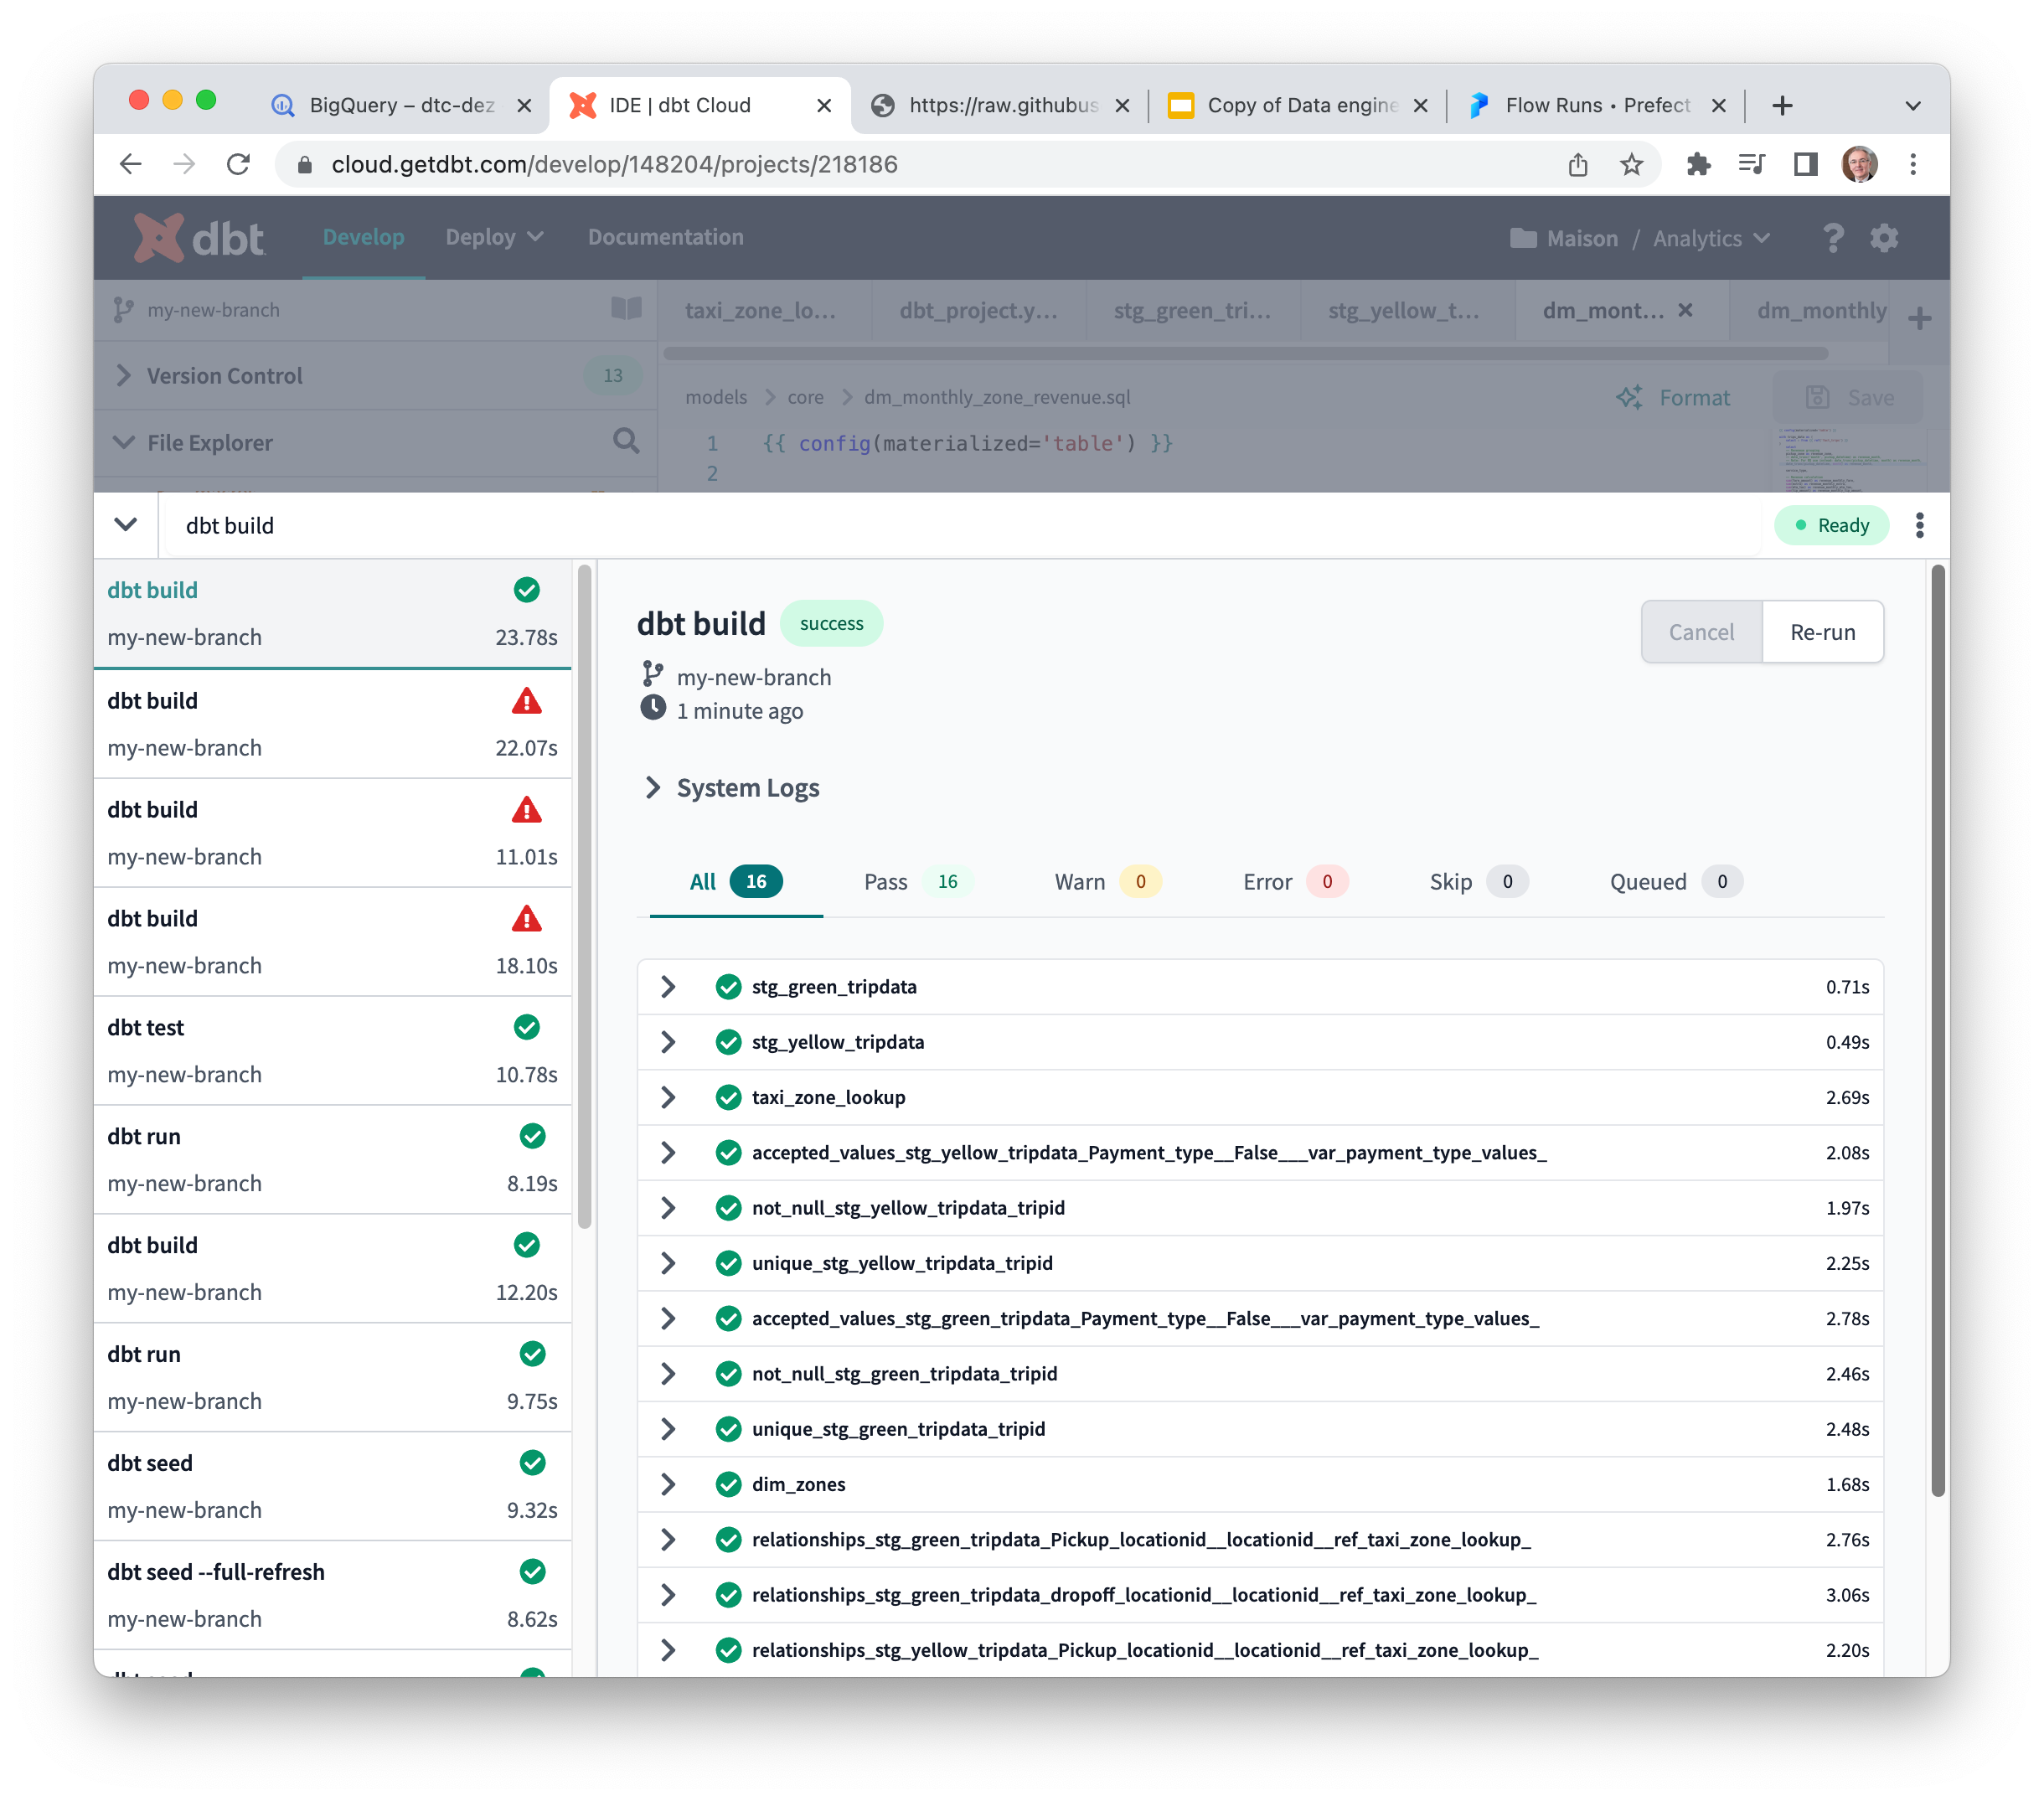 BigQuery – dtc-dez
IDE | dbt Cloud
https://raw.githubus
Copy of Data engine
Flow Runs • Prefect
cloud.getdbt.com/develop/148204/projects/218186
dbt
Develop
Deploy
Documentation
Maison / Analytics
my-new-branch
taxi_zone_lo...
dbt_project.y...
stg_green_tri...
stg_yellow_t...
dm_mont...
dm_monthly
Version Control
13
models > core > dm_monthly_zone_revenue.sql
Format
Save
File Explorer
1 {{ config(materialized='table') }}
2
dbt build
Ready
dbt build
my-new-branch 23.78s
dbt build
my-new-branch 22.07s
dbt build
my-new-branch 11.01s
dbt build
my-new-branch 18.10s
dbt test
my-new-branch 10.78s
dbt run
my-new-branch 8.19s
dbt build
my-new-branch 12.20s
dbt run
my-new-branch 9.75s
dbt seed
my-new-branch 9.32s
dbt seed --full-refresh
my-new-branch 8.62s
dbt build success
Cancel
Re-run
my-new-branch
1 minute ago
System Logs
All 16 Pass 16 Warn 0 Error 0 Skip 0 Queued 0
stg_green_tripdata 0.71s
stg_yellow_tripdata 0.49s
taxi_zone_lookup 2.69s
accepted_values_stg_yellow_tripdata_Payment_type__False___var_payment_type_values_ 2.08s
not_null_stg_yellow_tripdata_tripid 1.97s
unique_stg_yellow_tripdata_tripid 2.25s
accepted_values_stg_green_tripdata_Payment_type__False___var_payment_type_values_ 2.78s
not_null_stg_green_tripdata_tripid 2.46s
unique_stg_green_tripdata_tripid 2.48s
dim_zones 1.68s
relationships_stg_green_tripdata_Pickup_locationid__locationid__ref_taxi_zone_lookup_ 2.76s
relationships_stg_green_tripdata_dropoff_locationid__locationid__ref_taxi_zone_lookup_ 3.06s
relationships_stg_yellow_tripdata_Pickup_locationid__locationid__ref_taxi_zone_lookup_ 2.20s